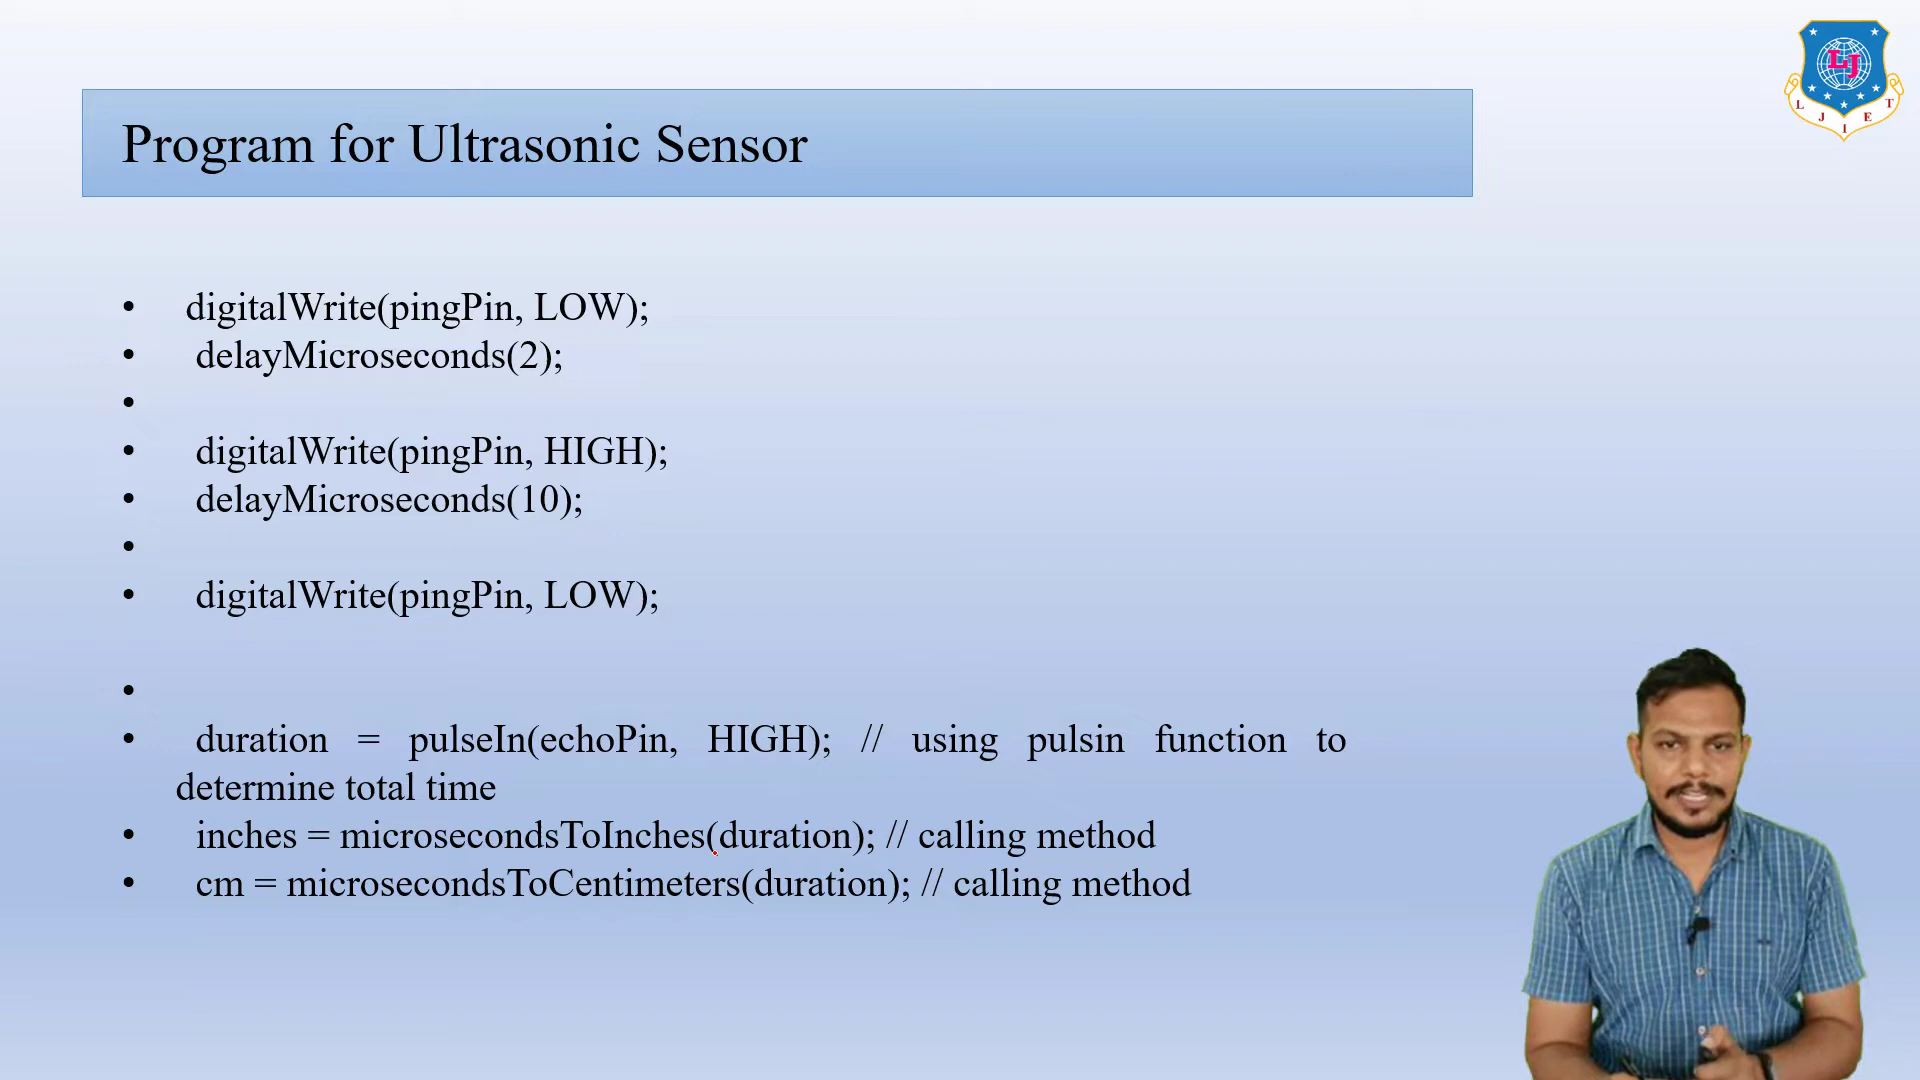 LJ
L J I E T
Program for Ultrasonic Sensor
• digitalWrite(pingPin, LOW);
• delayMicroseconds(2);
•
• digitalWrite(pingPin, HIGH);
• delayMicroseconds(10);
•
• digitalWrite(pingPin, LOW);
•
• duration = pulseIn(echoPin, HIGH); // using pulsin function to
determine total time
• inches = microsecondsToInches(duration); // calling method
• cm = microsecondsToCentimeters(duration); // calling method